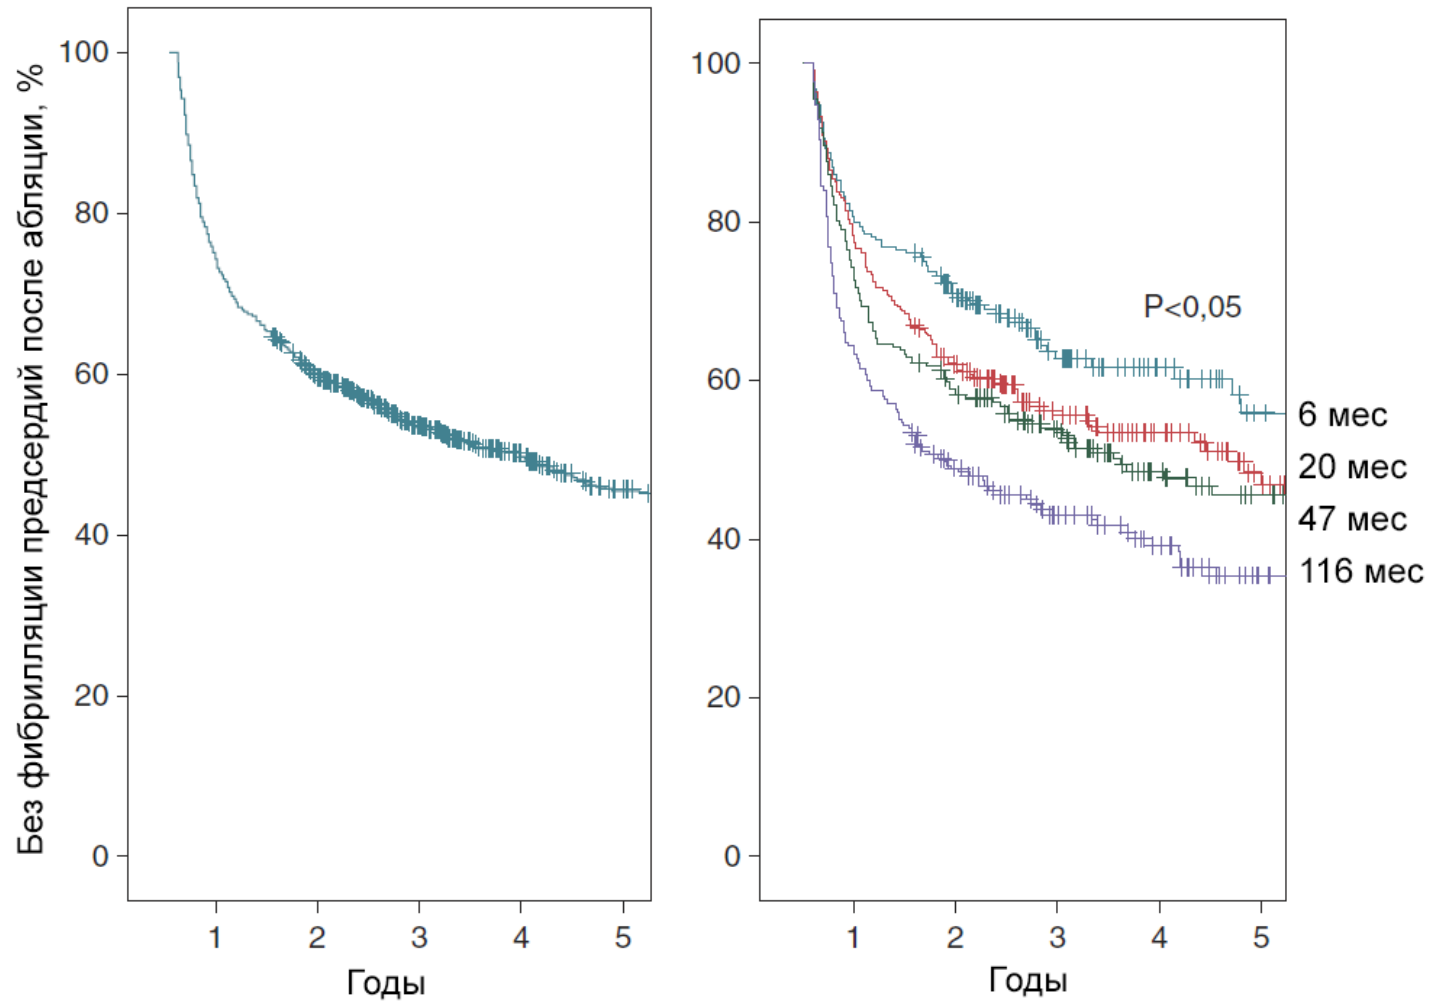 Без фибрилляции предсердий после абляции, %
100
80
60
40
20
0
1 2 3 4 5
Годы
100
80
60
40
20
0
P<0,05
6 мес
20 мес
47 мес
116 мес
1 2 3 4 5
Годы